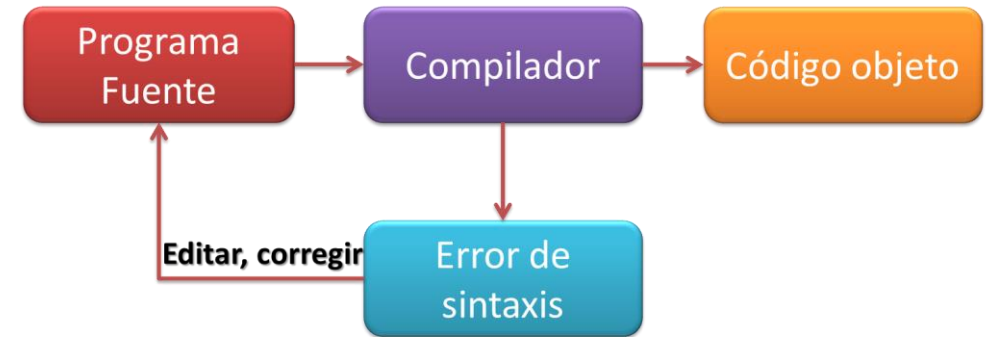 Programa
Fuente
Compilador
Código objeto
Editar, corregir
Error de
sintaxis